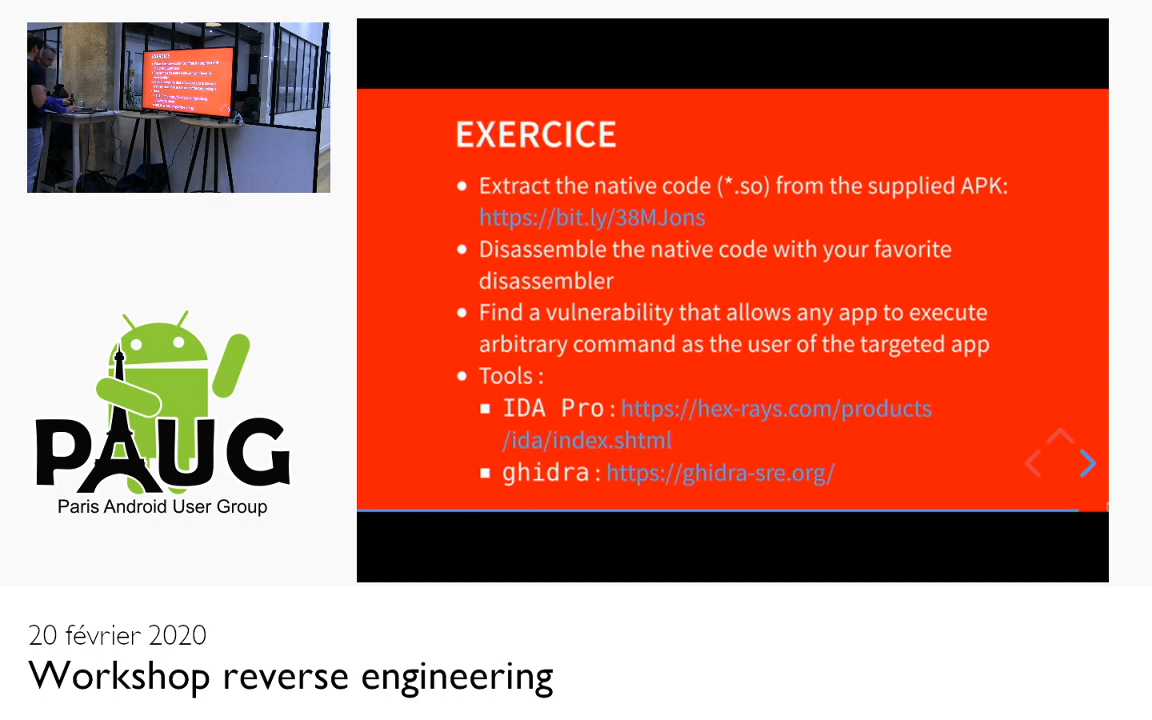 EXERCICE
• Extract the native code (*.so) from the supplied APK:
https://bit.ly/38MJons
• Disassemble the native code with your favorite
disassembler
• Find a vulnerability that allows any app to execute
arbitrary command as the user of the targeted app
• Tools :
▪ IDA Pro : https://hex-rays.com/products
/ida/index.shtml
▪ ghidra : https://ghidra-sre.org/
EXERCICE
PAUG
Paris Android User Group
20 février 2020
Workshop reverse engineering